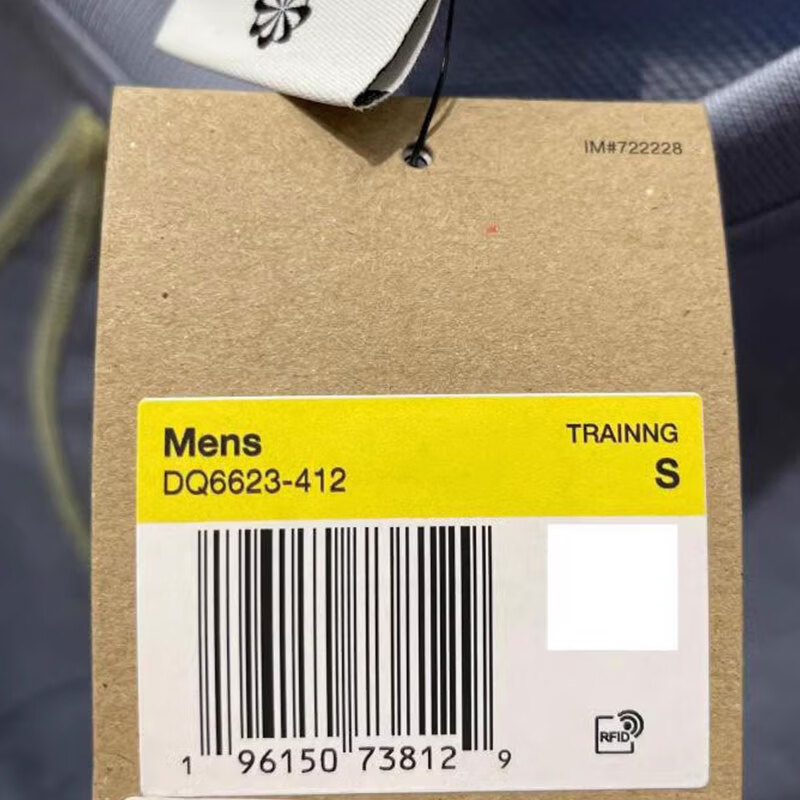 IM#722228
Mens
TRAINNG
DQ6623-412
S
1 96150 73812 9
RFID